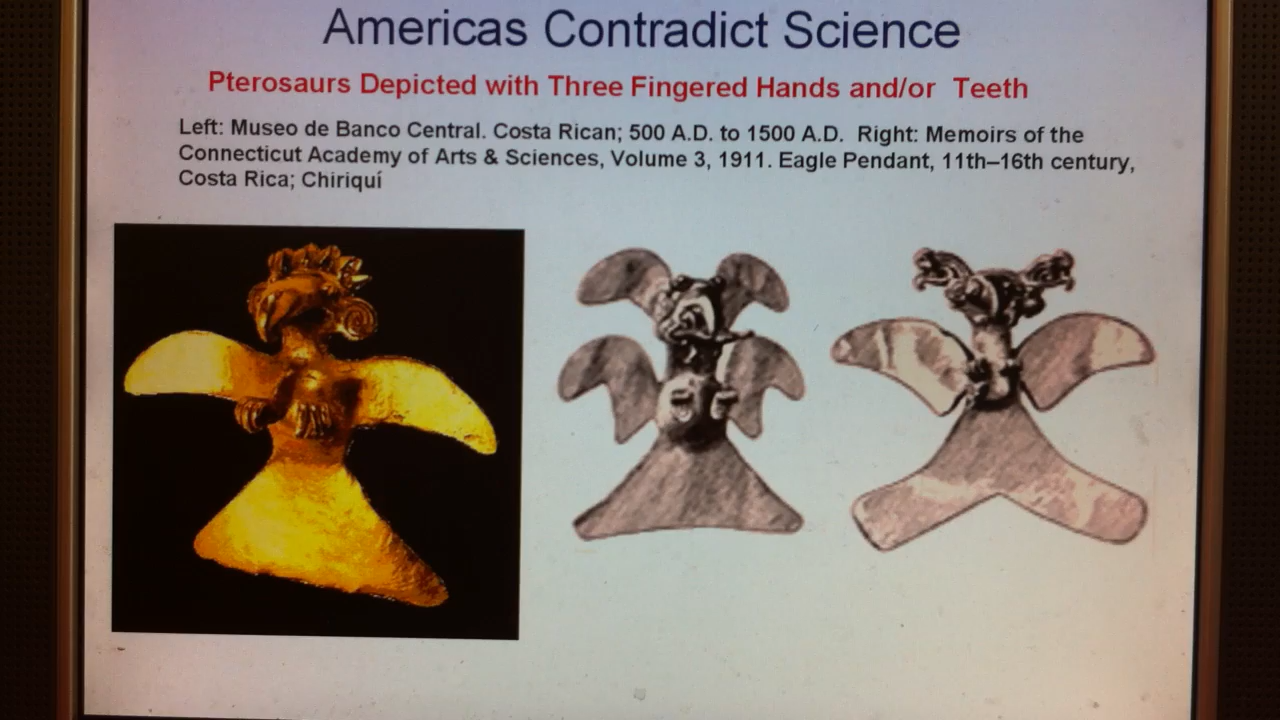 Americas Contradict Science
Pterosaurs Depicted with Three Fingered Hands and/or Teeth
Left: Museo de Banco Central. Costa Rican; 500 A.D. to 1500 A.D. Right: Memoirs of the
Connecticut Academy of Arts & Sciences, Volume 3, 1911. Eagle Pendant, 11th–16th century,
Costa Rica; Chiriquí